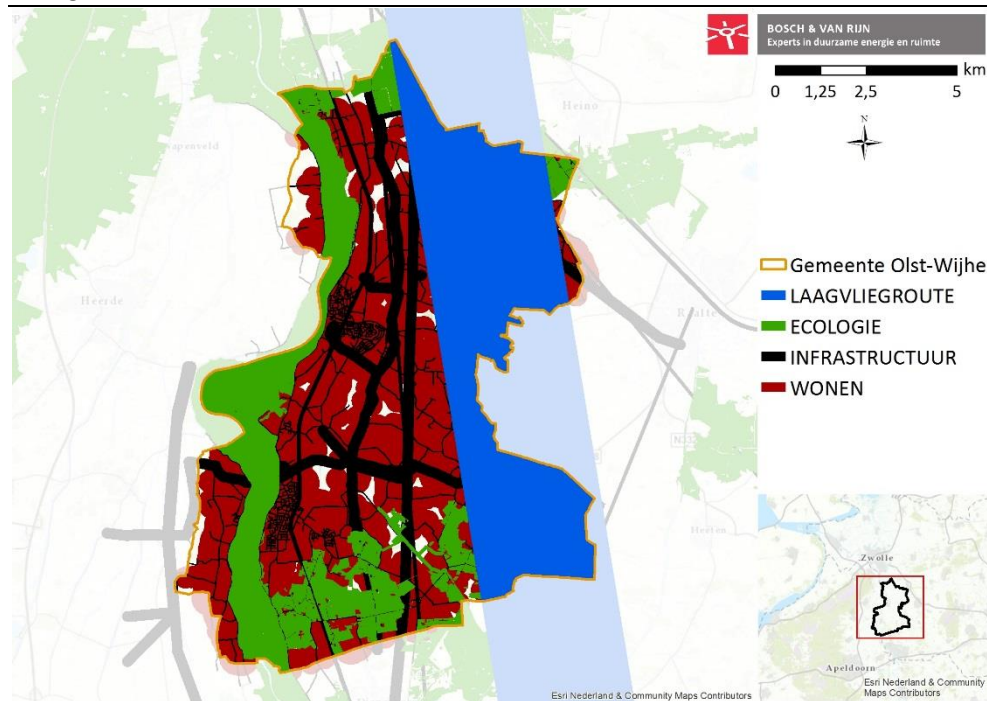 BOSCH & VAN RIJN
Experts in duurzame energie en ruimte
km
0 1,25 2,5 5
N
Heino
Heerde
Raalte
Gemeente Olst-Wijhe
LAAGVLIEGROUTE
ECOLOGIE
INFRASTRUCTUUR
WONEN
Zwolle
Apeldoorn
Esri Nederland & Community Maps Contributors
Esri Nederland & Community
Maps Contributors